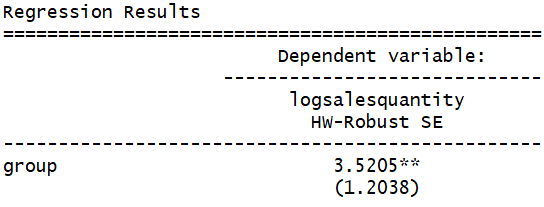 Regression Results
=================================================
Dependent variable:
-----------------------------
logsalesquantity
HW-Robust SE
-------------------------------------------------
group 3.5205**
(1.2038)